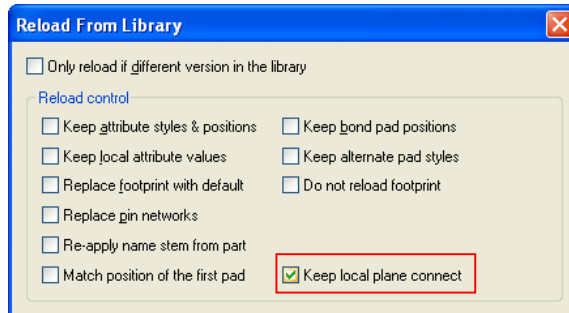 Reload From Library
Only reload if different version in the library
Reload control
Keep attribute styles & positions
Keep bond pad positions
Keep local attribute values
Keep alternate pad styles
Replace footprint with default
Do not reload footprint
Replace pin networks
Re-apply name stem from part
Match position of the first pad
Keep local plane connect